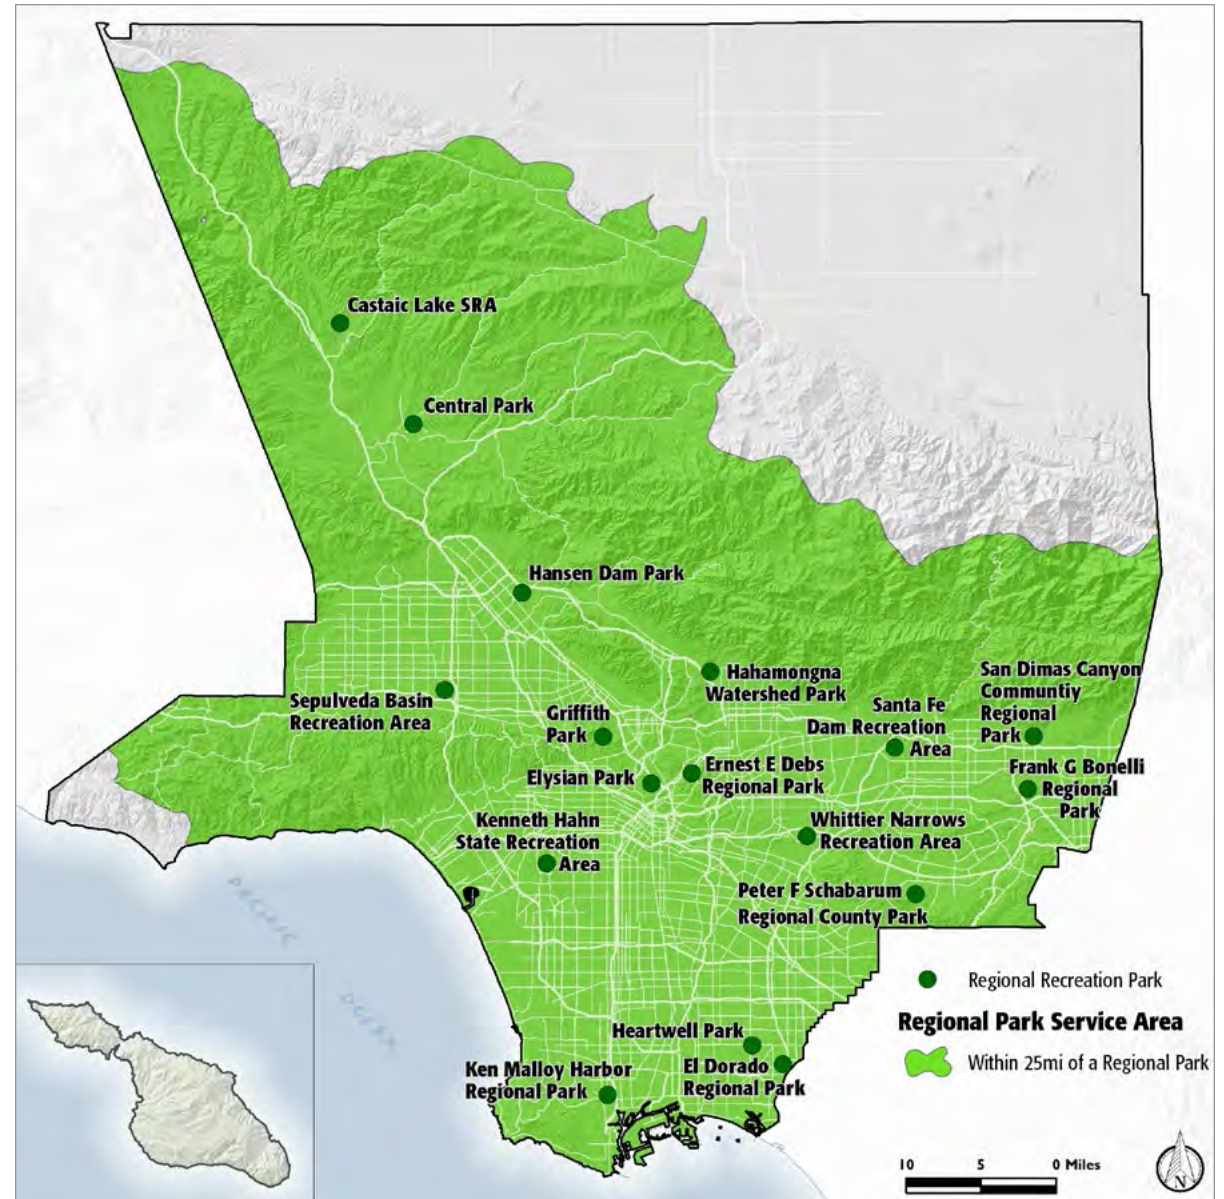 Castaic Lake SRA
Central Park
Hansen Dam Park
Hahamongna
Watershed Park
San Dimas Canyon
Communtiy
Regional
Park
Sepulveda Basin
Recreation Area
Griffith
Park
Santa Fe
Dam Recreation
Area
Ernest E Debs
Regional Park
Elysian Park
Frank G Bonelli
Regional
Park
Kenneth Hahn
State Recreation
Area
Whittier Narrows
Recreation Area
Peter F Schabarum
Regional County Park
PACIFIC
OCEAN
Regional Recreation Park
Regional Park Service Area
Within 25mi of a Regional Park
Heartwell Park
El Dorado
Regional Park
Ken Malloy Harbor
Regional Park
10 5 0 Miles
N